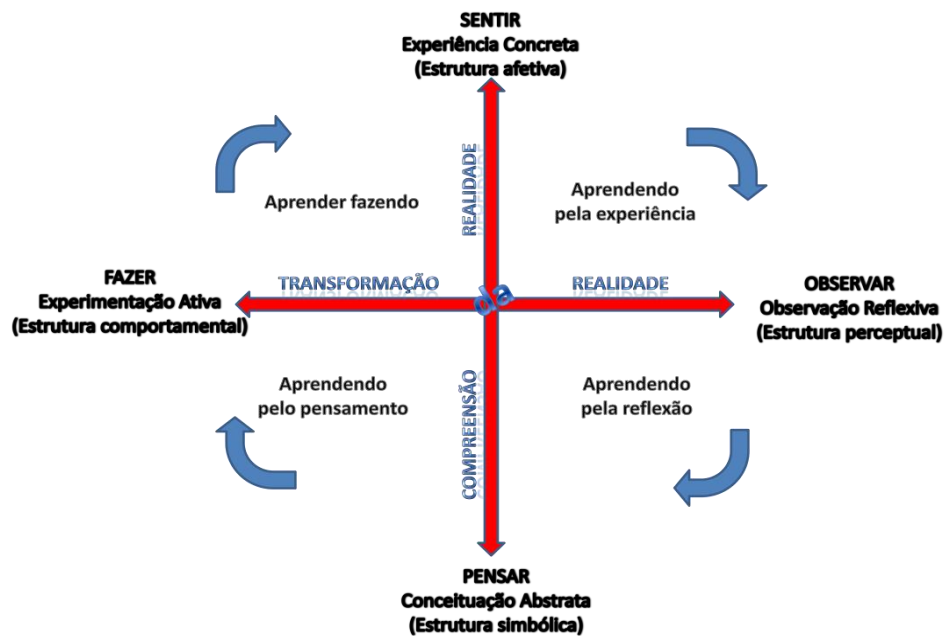 SENTIR
Experiência Concreta
(Estrutura afetiva)
REALIDADE
Aprender fazendo
Aprendendo
pela experiência
FAZER
Experimentação Ativa
(Estrutura comportamental)
TRANSFORMAÇÃO
da
REALIDADE
OBSERVAR
Observação Reflexiva
(Estrutura perceptual)
Aprendendo
pelo pensamento
COMPREENSÃO
Aprendendo
pela reflexão
PENSAR
Conceituação Abstrata
(Estrutura simbólica)